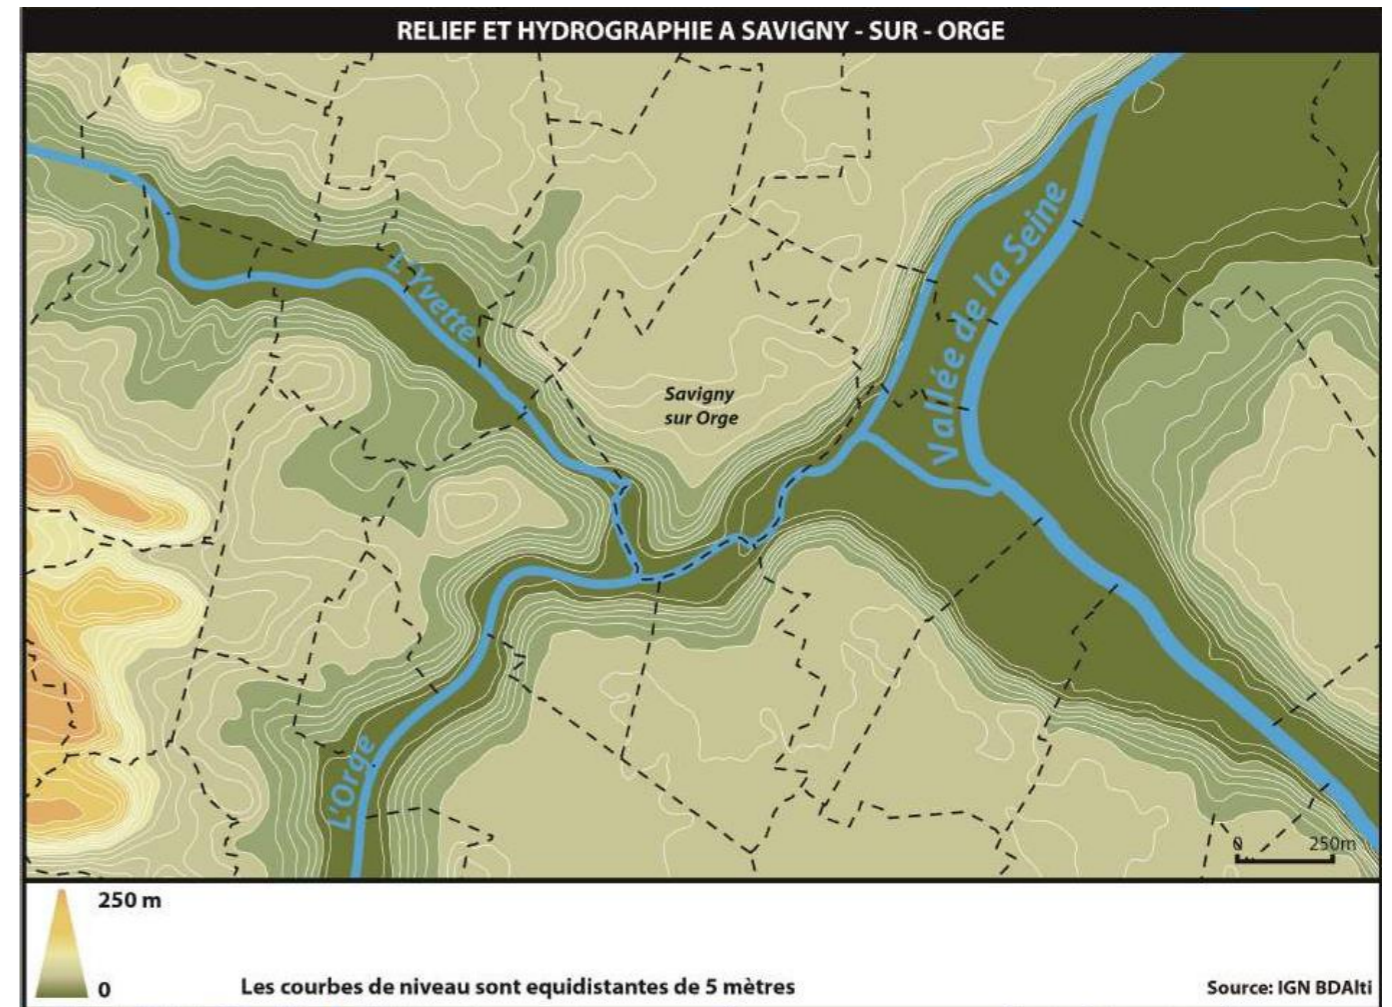 RELIEF ET HYDROGRAPHIE A SAVIGNY - SUR - ORGE
L'Yvette
Vallée de la Seine
Savigny
sur Orge
L'Orge
0 250m
250 m
0
Les courbes de niveau sont equidistantes de 5 mètres
Source: IGN BDAlti